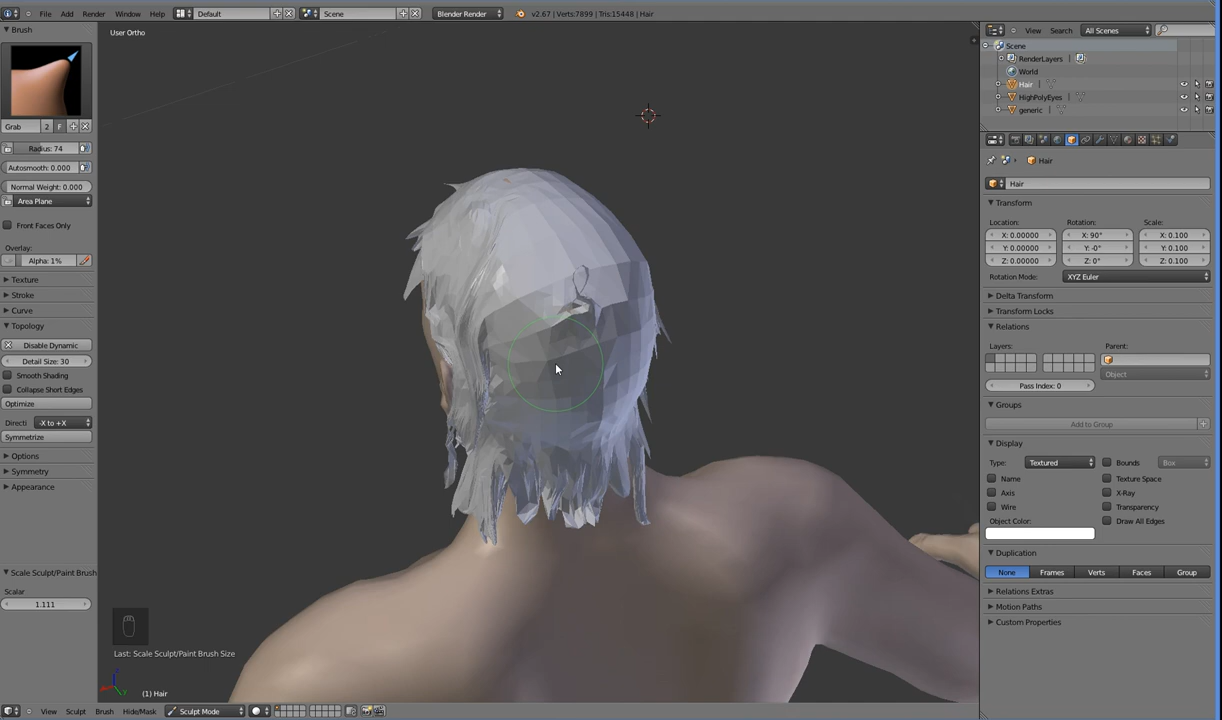 File Add Render Window Help Default Scene Blender Render v2.67 | Verts:7899 | Tris:15448 | Hair
Brush
Grab 2 F
Radius: 74
Autosmooth: 0.000
Normal Weight: 0.000
Area Plane
Front Faces Only
Overlay:
Alpha: 1%
Texture
Stroke
Curve
Topology
Disable Dynamic
Detail Size: 30
Smooth Shading
Collapse Short Edges
Optimize
Directi -X to +X
Symmetrize
Options
Symmetry
Appearance
Scale Sculpt/Paint Brush
Scalar
1.111
User Ortho
Last: Scale Sculpt/Paint Brush Size
(1) Hair
View Sculpt Brush Hide/Mask Sculpt Mode
View Search All Scenes
Scene
RenderLayers
World
Hair
HighPolyEyes
generic
Hair
Hair
Transform
Location: Rotation: Scale:
X: 0.00000 X: 90° X: 0.100
Y: 0.00000 Y: -0° Y: 0.100
Z: 0.00000 Z: 0° Z: 0.100
Rotation Mode: XYZ Euler
Delta Transform
Transform Locks
Relations
Layers: Parent:
Object
Pass Index: 0
Groups
Add to Group
Display
Type: Textured Bounds Box
Name Texture Space
Axis X-Ray
Wire Transparency
Object Color: Draw All Edges
Duplication
None Frames Verts Faces Group
Relations Extras
Motion Paths
Custom Properties